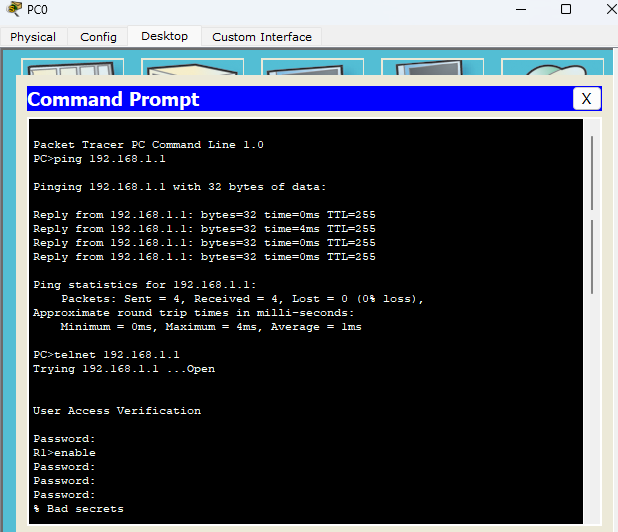 PC0
Physical Config Desktop Custom Interface
Command Prompt X
Packet Tracer PC Command Line 1.0
PC>ping 192.168.1.1
Pinging 192.168.1.1 with 32 bytes of data:
Reply from 192.168.1.1: bytes=32 time=0ms TTL=255
Reply from 192.168.1.1: bytes=32 time=4ms TTL=255
Reply from 192.168.1.1: bytes=32 time=0ms TTL=255
Reply from 192.168.1.1: bytes=32 time=0ms TTL=255
Ping statistics for 192.168.1.1:
    Packets: Sent = 4, Received = 4, Lost = 0 (0% loss),
Approximate round trip times in milli-seconds:
    Minimum = 0ms, Maximum = 4ms, Average = 1ms
PC>telnet 192.168.1.1
Trying 192.168.1.1 ...Open
User Access Verification
Password:
R1>enable
Password:
Password:
Password:
% Bad secrets